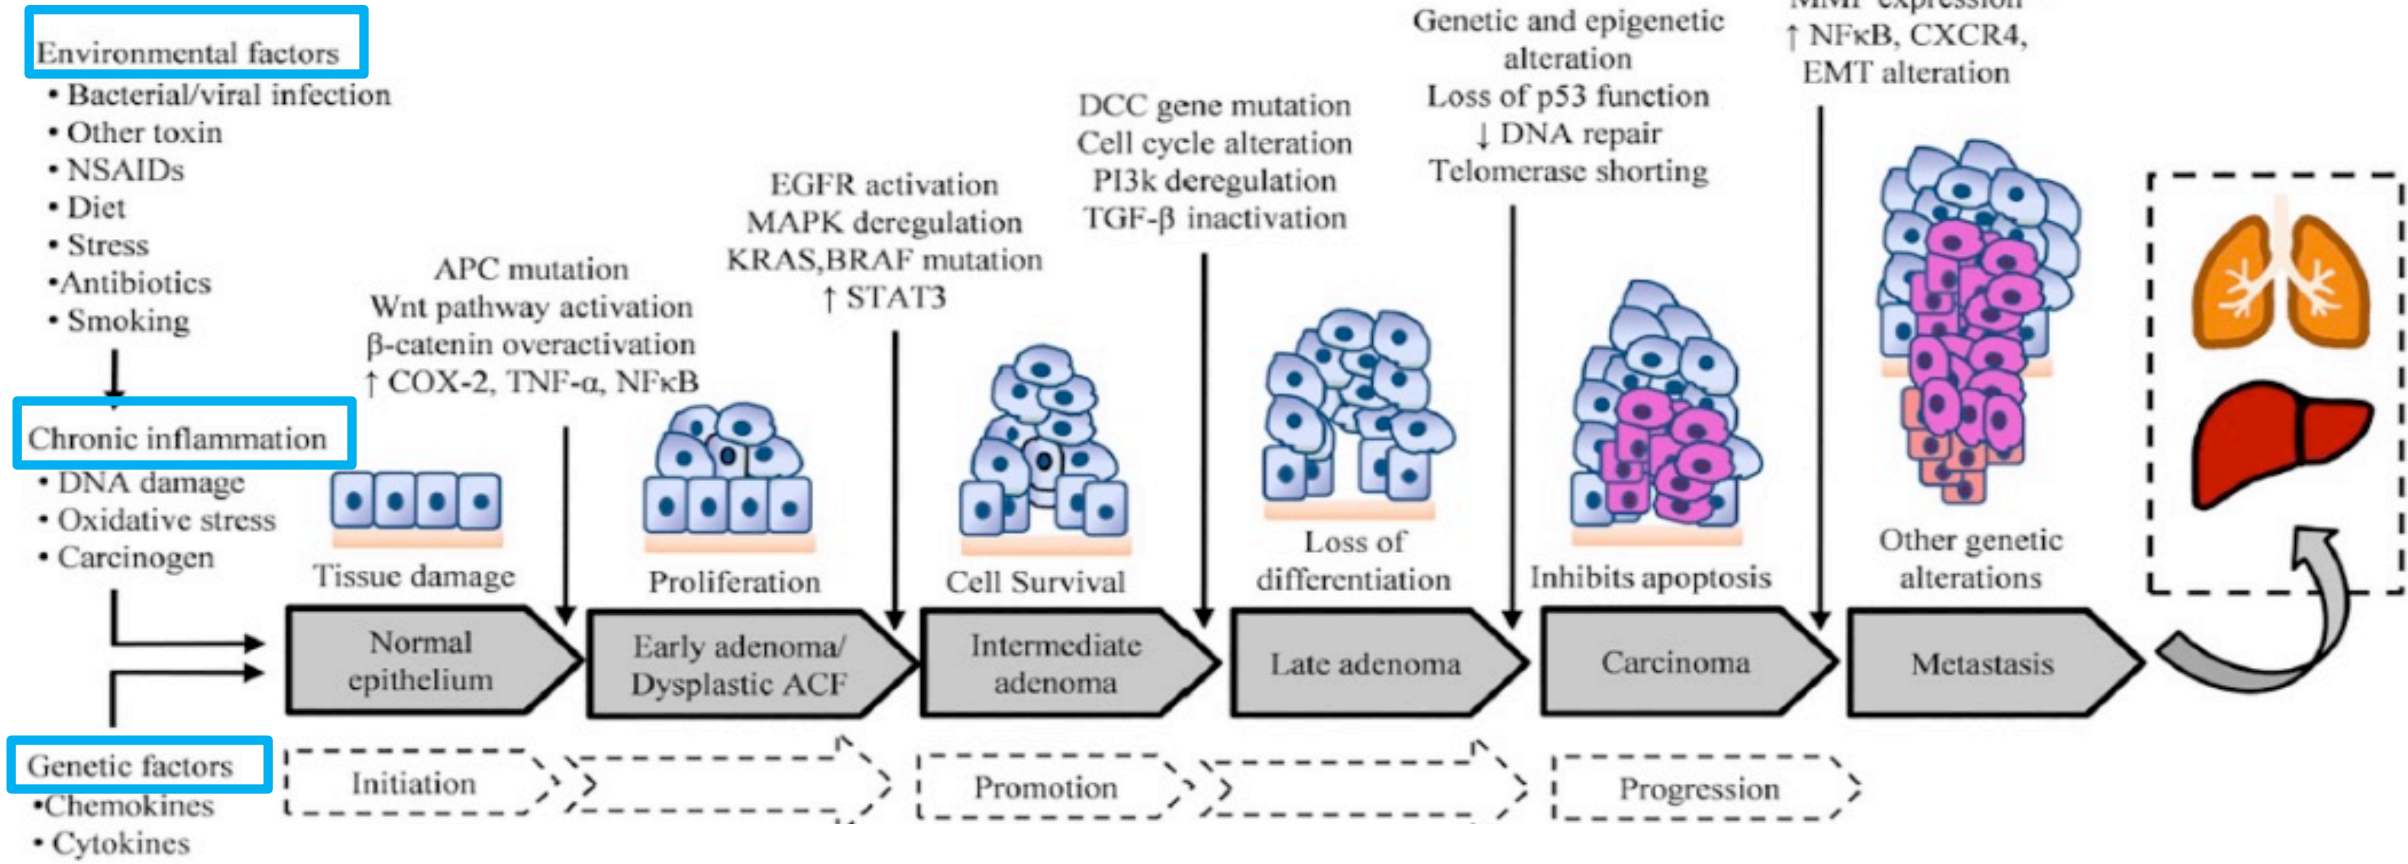 Environmental factors
• Bacterial/viral infection
• Other toxin
• NSAIDs
• Diet
• Stress
•Antibiotics
• Smoking
Chronic inflammation
• DNA damage
• Oxidative stress
• Carcinogen
Genetic factors
•Chemokines
• Cytokines
APC mutation
Wnt pathway activation
β-catenin overactivation
↑ COX-2, TNF-α, NFκB
EGFR activation
MAPK deregulation
KRAS,BRAF mutation
↑ STAT3
DCC gene mutation
Cell cycle alteration
PI3k deregulation
TGF-β inactivation
Genetic and epigenetic
alteration
Loss of p53 function
↓ DNA repair
Telomerase shorting
MMP expression
↑ NFκB, CXCR4,
EMT alteration
Tissue damage
Proliferation
Cell Survival
Loss of
differentiation
Inhibits apoptosis
Other genetic
alterations
Normal
epithelium
Early adenoma/
Dysplastic ACF
Intermediate
adenoma
Late adenoma
Carcinoma
Metastasis
Initiation
Promotion
Progression